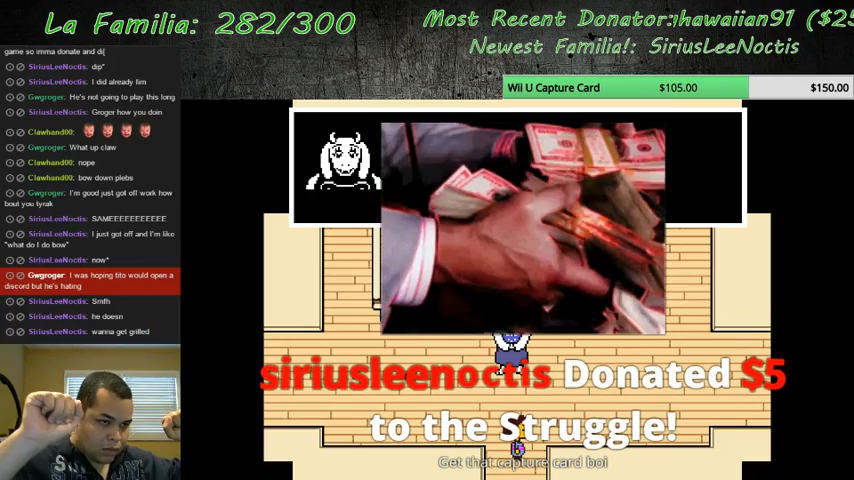 La Familia: 282/300
Most Recent Donator: hawaiian91 ($25
Newest Familia!: SiriusLeeNoctis
Wii U Capture Card $105.00 $150.00
game so imma donate and di[
SiriusLeeNoctis: dip*
SiriusLeeNoctis: I did already fim
Gwgroger: He's not going to play this long
SiriusLeeNoctis: Groger how you doin
Clawhand00:
Gwgroger: What up claw
Clawhand00: nope
Clawhand00: bow down plebs
Gwgroger: I'm good just got off work how
bout you tyrak
SiriusLeeNoctis: SAMEEEEEEEEEEE
SiriusLeeNoctis: I just got off and I'm like
"what do I do bow"
SiriusLeeNoctis: now*
Gwgroger: I was hoping tito would open a
discord but he's hating
SiriusLeeNoctis: Smfh
SiriusLeeNoctis: he doesn
SiriusLeeNoctis: wanna get grilled
siriusleenoctis Donated $5
to the Struggle!
Get that capture card boi